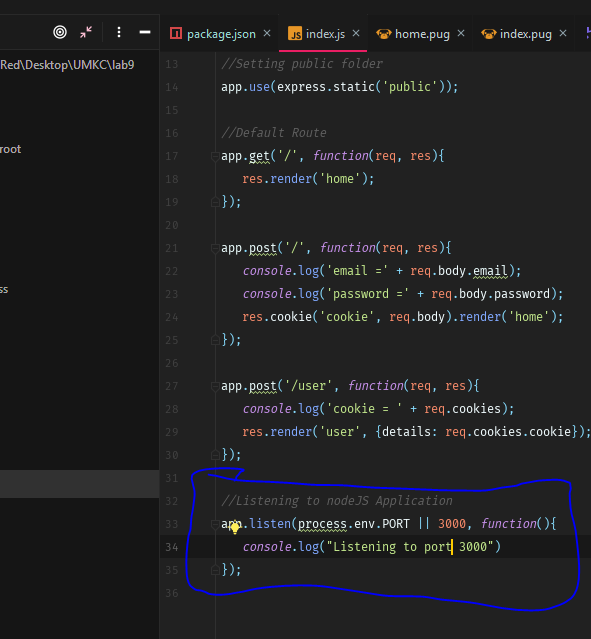 Red\Desktop\UMKC\lab9
root
ss
package.json ×
JS index.js ×
home.pug ×
index.pug ×
13 //Setting public folder
14 app.use(express.static('public'));
15
16 //Default Route
17 app.get('/', function(req, res){
18 res.render('home');
19 });
20
21 app.post('/', function(req, res){
22 console.log('email =' + req.body.email);
23 console.log('password =' + req.body.password);
24 res.cookie('cookie', req.body).render('home');
25 });
26
27 app.post('/user', function(req, res){
28 console.log('cookie = ' + req.cookies);
29 res.render('user', {details: req.cookies.cookie});
30 });
31
32 //Listening to nodeJS Application
33 app.listen(process.env.PORT || 3000, function(){
34 console.log("Listening to port 3000")
35 });
36